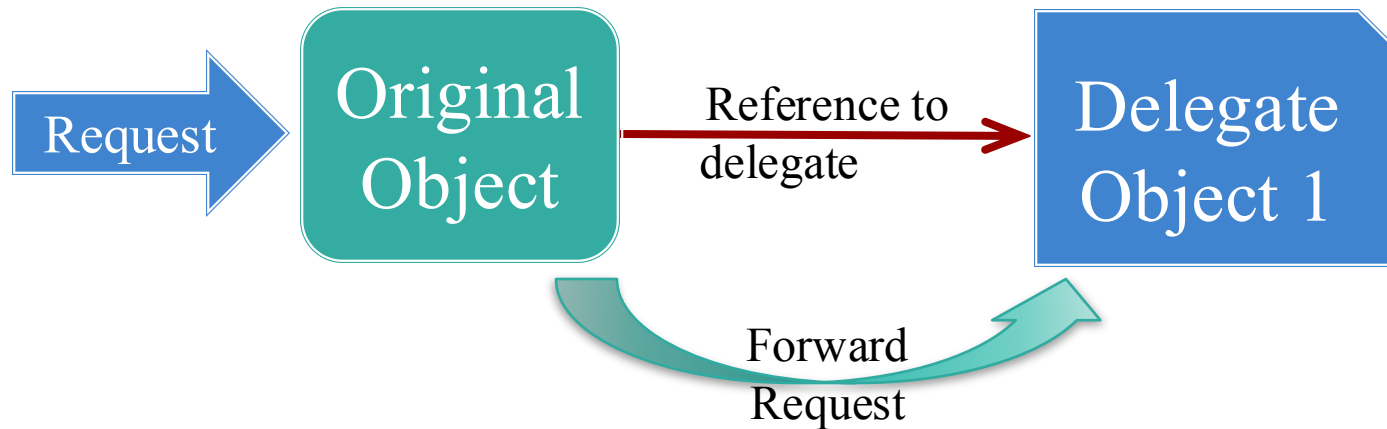 Request
Original
Object
Reference to
delegate
Delegate
Object 1
Forward
Request